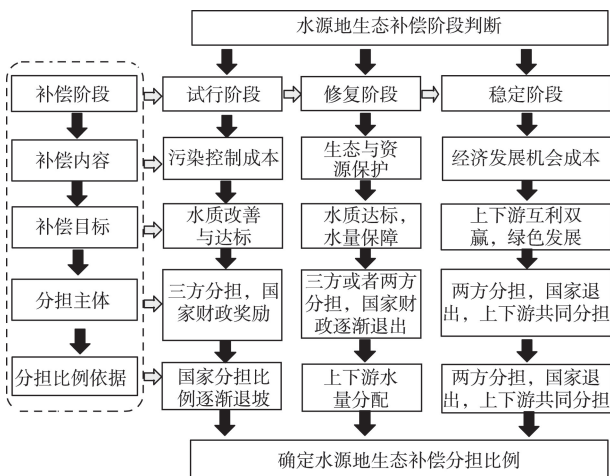 水源地生态补偿阶段判断
补偿阶段
试行阶段
修复阶段
稳定阶段
补偿内容
污染控制成本
生态与资
源保护
经济发展机会成本
补偿目标
水质改善
与达标
水质达标，
水量保障
上下游互利双
赢，绿色发展
分担主体
三方分担，国
家财政奖励
三方或者两方
分担，国家财
政逐渐退出
两方分担，国家退
出，上下游共同分担
分担比例依据
国家分担比
例逐渐退坡
上下游水
量分配
两方分担，国家退
出，上下游共同分担
确定水源地生态补偿分担比例